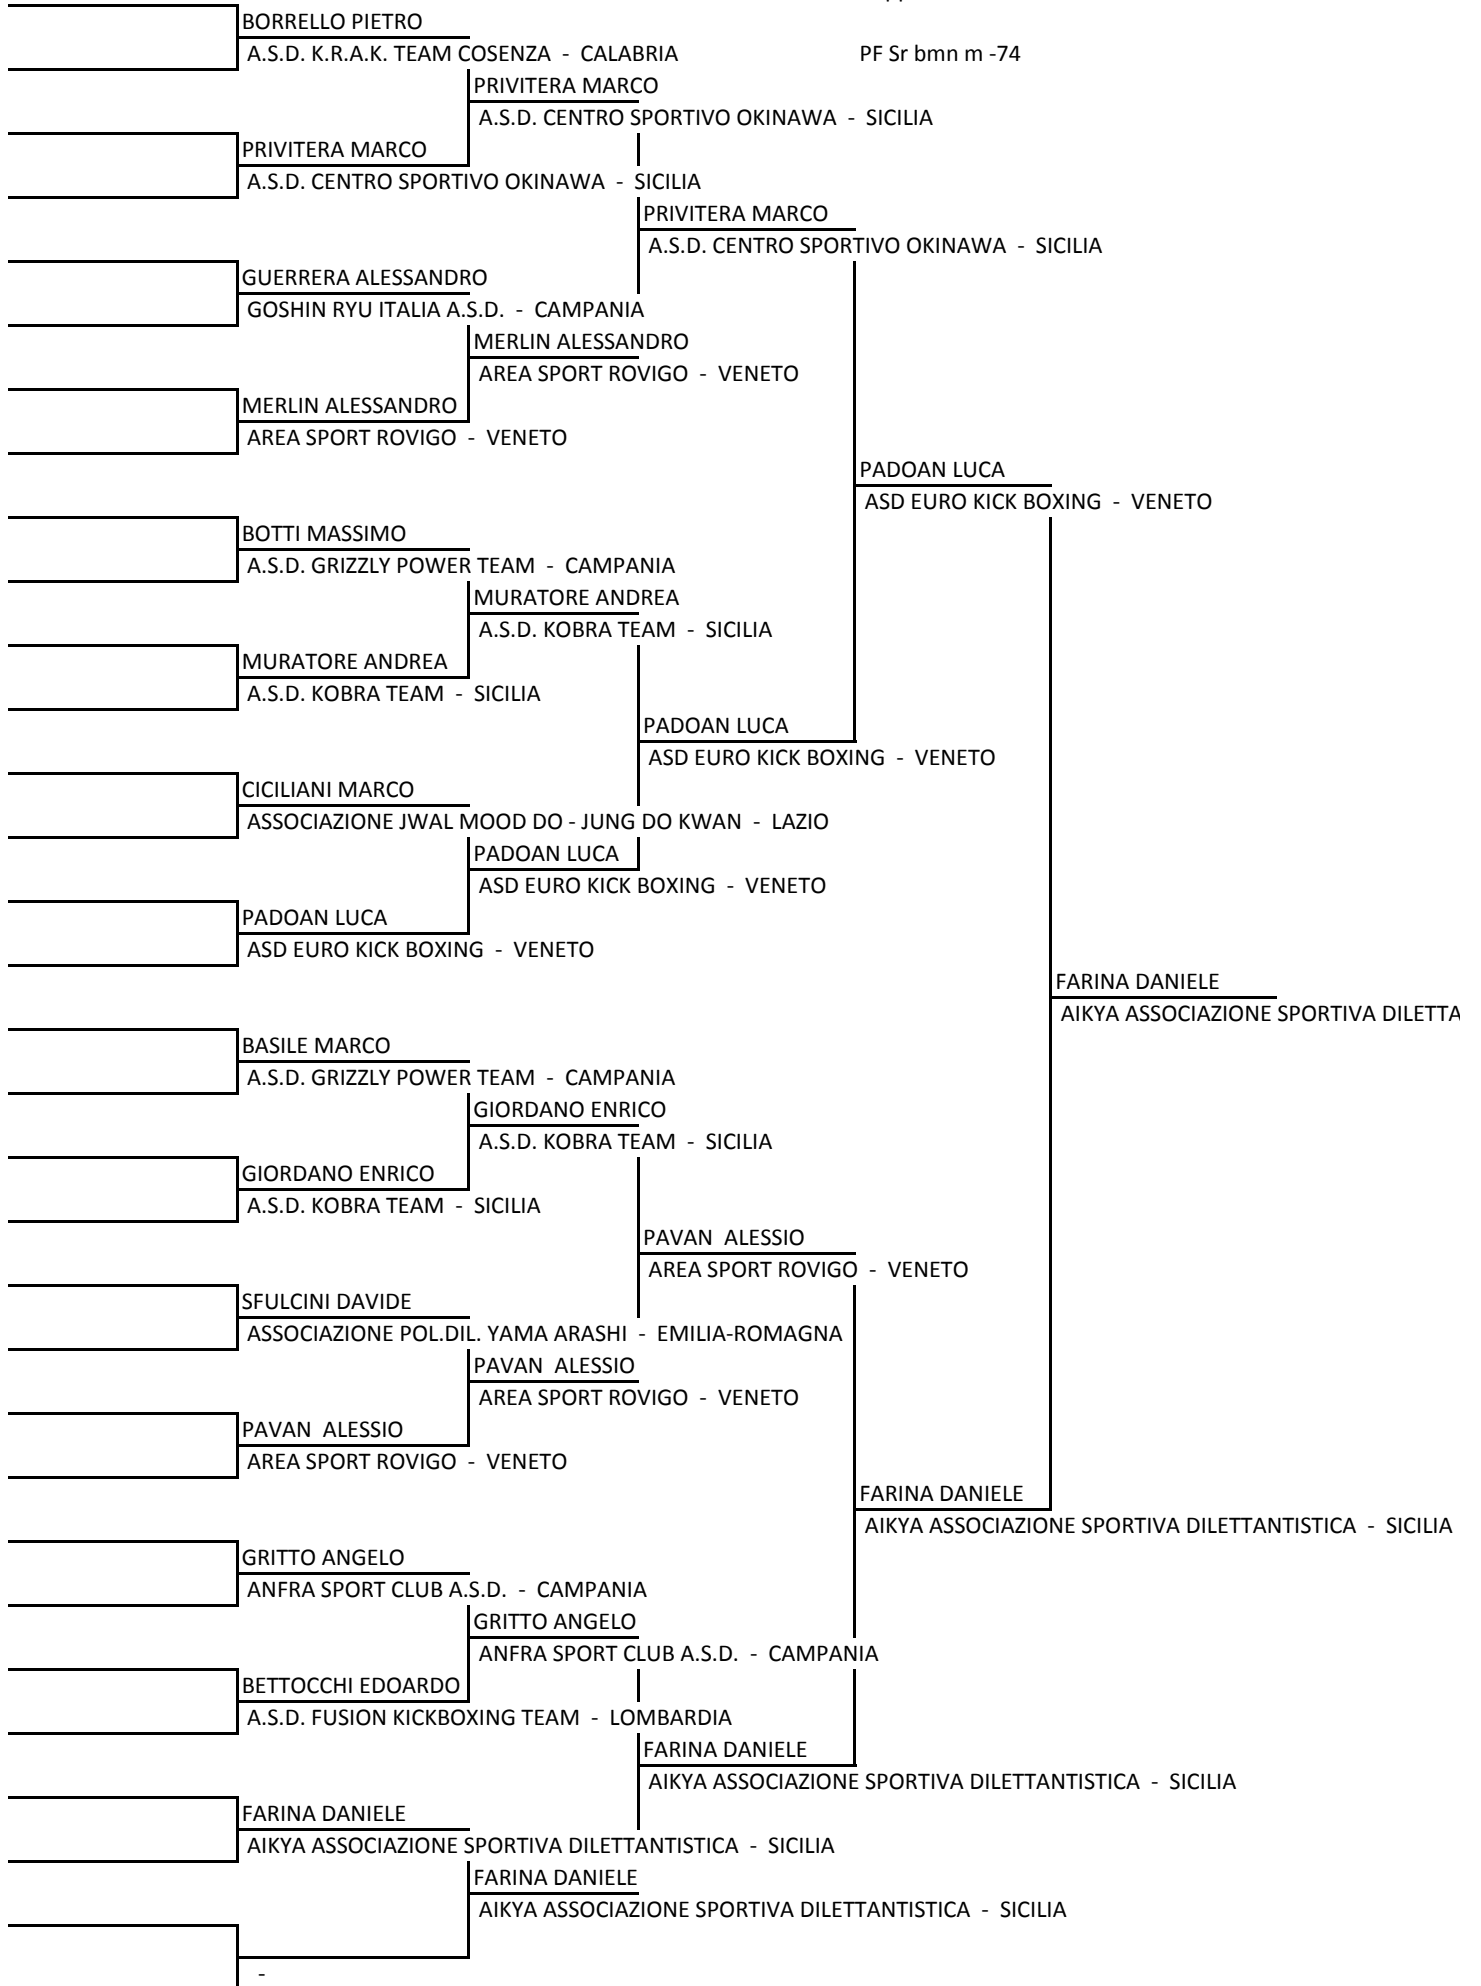 BORRELLO PIETRO
A.S.D. K.R.A.K. TEAM COSENZA - CALABRIA
PF Sr bmn m -74
PRIVITERA MARCO
A.S.D. CENTRO SPORTIVO OKINAWA - SICILIA
PRIVITERA MARCO
A.S.D. CENTRO SPORTIVO OKINAWA - SICILIA
PRIVITERA MARCO
A.S.D. CENTRO SPORTIVO OKINAWA - SICILIA
GUERRERA ALESSANDRO
GOSHIN RYU ITALIA A.S.D. - CAMPANIA
MERLIN ALESSANDRO
AREA SPORT ROVIGO - VENETO
MERLIN ALESSANDRO
AREA SPORT ROVIGO - VENETO
PADOAN LUCA
ASD EURO KICK BOXING - VENETO
BOTTI MASSIMO
A.S.D. GRIZZLY POWER TEAM - CAMPANIA
MURATORE ANDREA
A.S.D. KOBRA TEAM - SICILIA
MURATORE ANDREA
A.S.D. KOBRA TEAM - SICILIA
PADOAN LUCA
ASD EURO KICK BOXING - VENETO
CICILIANI MARCO
ASSOCIAZIONE JWAL MOOD DO - JUNG DO KWAN - LAZIO
PADOAN LUCA
ASD EURO KICK BOXING - VENETO
PADOAN LUCA
ASD EURO KICK BOXING - VENETO
FARINA DANIELE
AIKYA ASSOCIAZIONE SPORTIVA DILETTA
BASILE MARCO
A.S.D. GRIZZLY POWER TEAM - CAMPANIA
GIORDANO ENRICO
A.S.D. KOBRA TEAM - SICILIA
GIORDANO ENRICO
A.S.D. KOBRA TEAM - SICILIA
PAVAN  ALESSIO
AREA SPORT ROVIGO - VENETO
SFULCINI DAVIDE
ASSOCIAZIONE POL.DIL. YAMA ARASHI - EMILIA-ROMAGNA
PAVAN  ALESSIO
AREA SPORT ROVIGO - VENETO
PAVAN  ALESSIO
AREA SPORT ROVIGO - VENETO
FARINA DANIELE
AIKYA ASSOCIAZIONE SPORTIVA DILETTANTISTICA - SICILIA
GRITTO ANGELO
ANFRA SPORT CLUB A.S.D. - CAMPANIA
GRITTO ANGELO
ANFRA SPORT CLUB A.S.D. - CAMPANIA
BETTOCCHI EDOARDO
A.S.D. FUSION KICKBOXING TEAM - LOMBARDIA
FARINA DANIELE
AIKYA ASSOCIAZIONE SPORTIVA DILETTANTISTICA - SICILIA
FARINA DANIELE
AIKYA ASSOCIAZIONE SPORTIVA DILETTANTISTICA - SICILIA
FARINA DANIELE
AIKYA ASSOCIAZIONE SPORTIVA DILETTANTISTICA - SICILIA
-